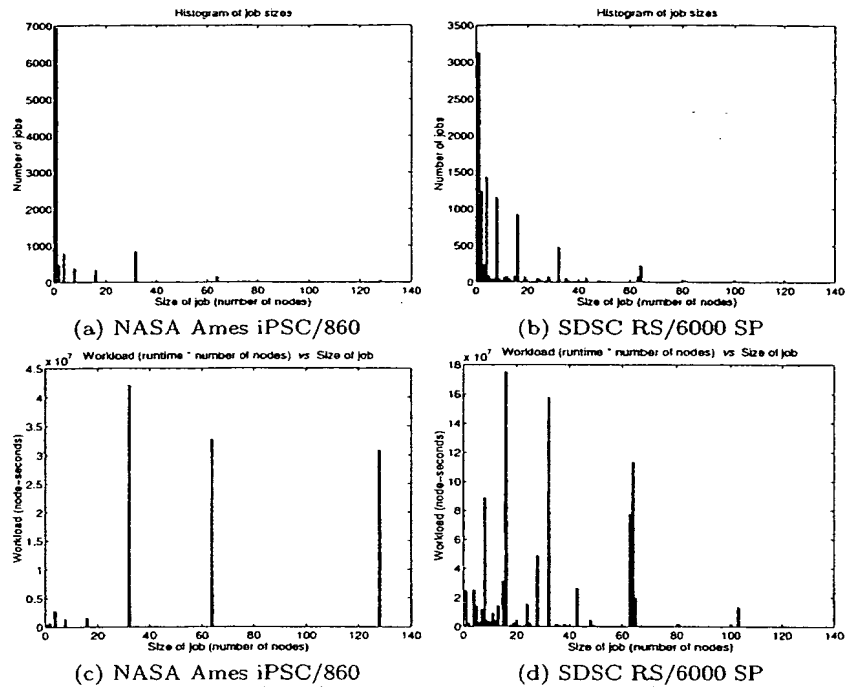 Histogram of job sizes
7000
6000
5000
4000
3000
2000
1000
0
Number of jobs
0 20 40 60 80 100 120 140
Size of job (number of nodes)
(a) NASA Ames iPSC/860
Histogram of job sizes
3500
3000
2500
2000
1500
1000
500
0
Number of jobs
0 20 40 60 80 100 120 140
Size of job (number of nodes)
(b) SDSC RS/6000 SP
x 10^7 Workload (runtime * number of nodes) vs Size of job
4.5
4
3.5
3
2.5
2
1.5
1
0.5
0
Workload (node-seconds)
0 20 40 60 80 100 120 140
Size of job (number of nodes)
(c) NASA Ames iPSC/860
x 10^7 Workload (runtime * number of nodes) vs Size of job
18
16
14
12
10
8
6
4
2
0
Workload (node-seconds)
0 20 40 60 80 100 120 140
Size of job (number of nodes)
(d) SDSC RS/6000 SP